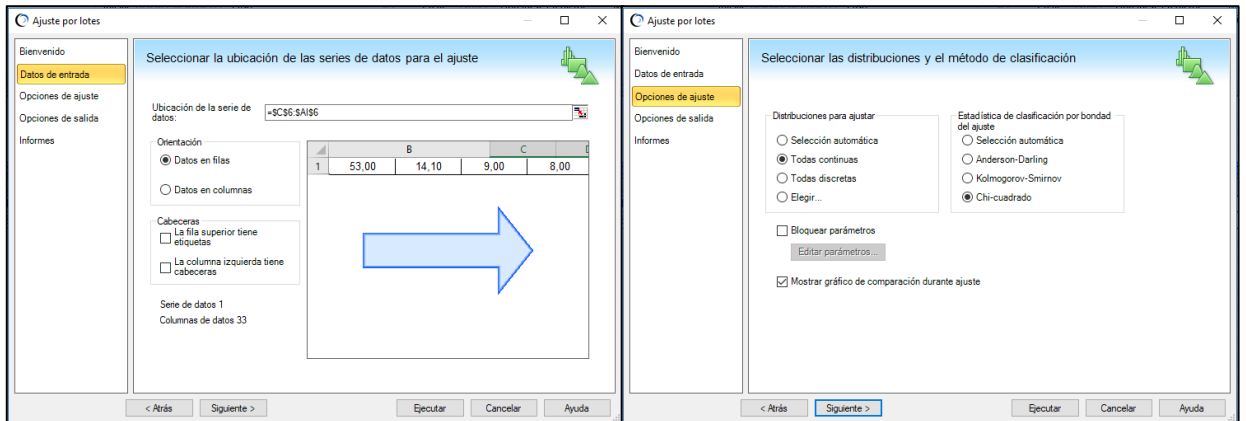 Ajuste por lotes
Bienvenido
Datos de entrada
Opciones de ajuste
Opciones de salida
Informes
Seleccionar la ubicación de las series de datos para el ajuste
Ubicación de la serie de
datos:
=$C$6:$AI$6
Orientación
Datos en filas
Datos en columnas
Cabeceras
La fila superior tiene
etiquetas
La columna izquierda tiene
cabeceras
Serie de datos 1
Columnas de datos 33
B C D
1 53,00 14,10 9,00 8,00
< Atrás Siguiente > Ejecutar Cancelar Ayuda
Ajuste por lotes
Bienvenido
Datos de entrada
Opciones de ajuste
Opciones de salida
Informes
Seleccionar las distribuciones y el método de clasificación
Distribuciones para ajustar
Selección automática
Todas continuas
Todas discretas
Elegir...
Estadística de clasificación por bondad
del ajuste
Selección automática
Anderson-Darling
Kolmogorov-Smirnov
Chi-cuadrado
Bloquear parámetros
Editar parámetros...
Mostrar gráfico de comparación durante ajuste
< Atrás Siguiente > Ejecutar Cancelar Ayuda